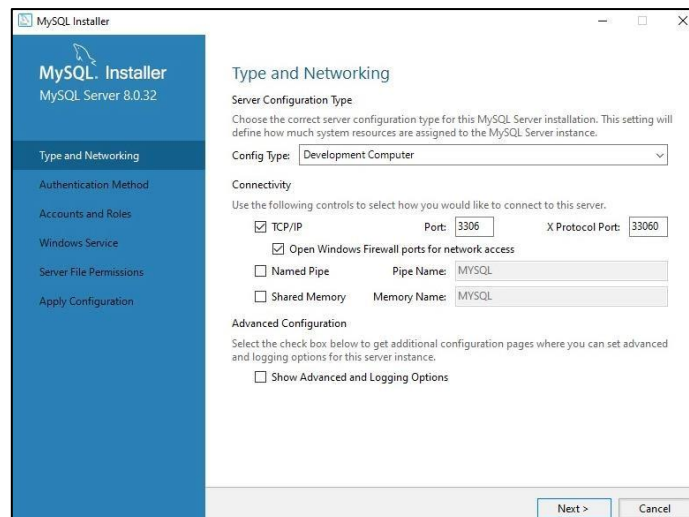 MySQL Installer
MySQL. Installer
MySQL Server 8.0.32
Type and Networking
Authentication Method
Accounts and Roles
Windows Service
Server File Permissions
Apply Configuration
Type and Networking
Server Configuration Type
Choose the correct server configuration type for this MySQL Server installation. This setting will
define how much system resources are assigned to the MySQL Server instance.
Config Type: Development Computer
Connectivity
Use the following controls to select how you would like to connect to this server.
TCP/IP Port: 3306 X Protocol Port: 33060
Open Windows Firewall ports for network access
Named Pipe Pipe Name: MYSQL
Shared Memory Memory Name: MYSQL
Advanced Configuration
Select the check box below to get additional configuration pages where you can set advanced
and logging options for this server instance.
Show Advanced and Logging Options
Next > Cancel